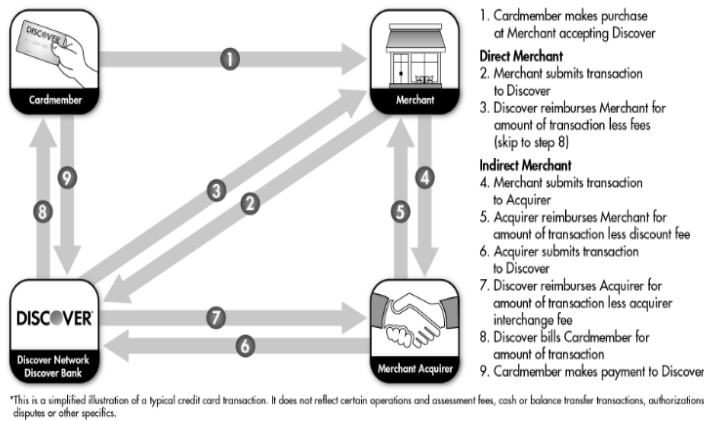 DISCOVER
Cardmember
1
Merchant
9
8
3
2
4
5
DISCOVER
Discover Network
Discover Bank
7
6
Merchant Acquirer
1. Cardmember makes purchase
at Merchant accepting Discover
Direct Merchant
2. Merchant submits transaction
to Discover
3. Discover reimburses Merchant for
amount of transaction less fees
(skip to step 8)
Indirect Merchant
4. Merchant submits transaction
to Acquirer
5. Acquirer reimburses Merchant for
amount of transaction less discount fee
6. Acquirer submits transaction
to Discover
7. Discover reimburses Acquirer for
amount of transaction less acquirer
interchange fee
8. Discover bills Cardmember for
amount of transaction
9. Cardmember makes payment to Discover
*This is a simplified illustration of a typical credit card transaction. It does not reflect certain operations and assessment fees, cash or balance transfer transactions, authorizations
disputes or other specifics.